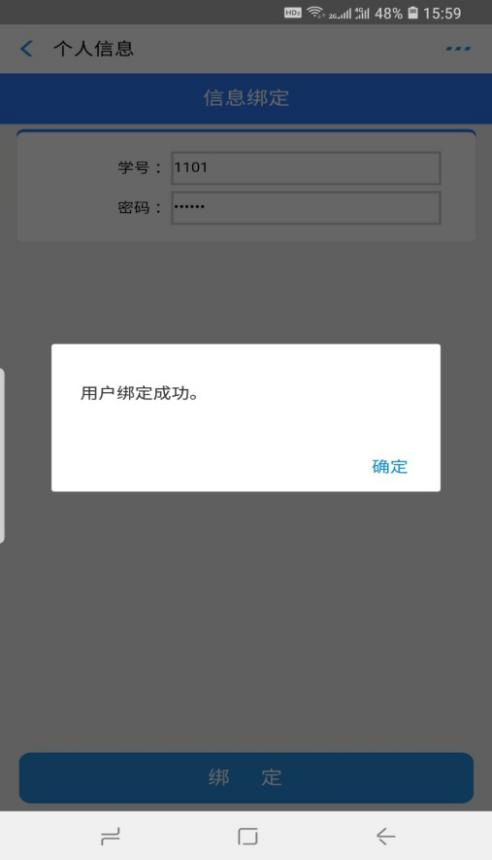 48% 15:59
个人信息
信息绑定
学号： 1101
密码： ••••••
用户绑定成功。
确定
绑 定